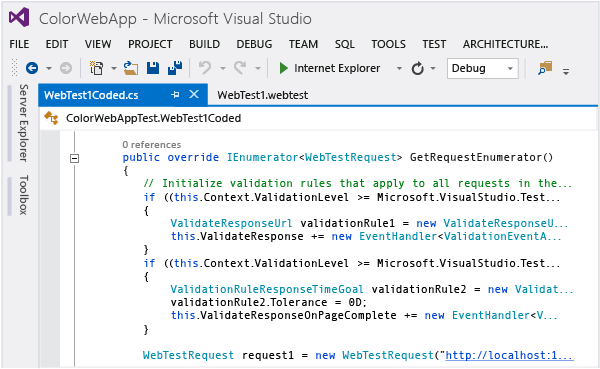 ColorWebApp - Microsoft Visual Studio
FILE EDIT VIEW PROJECT BUILD DEBUG TEAM SQL TOOLS TEST ARCHITECTURE...
Internet Explorer Debug
Server Explorer
Toolbox
WebTest1Coded.cs WebTest1.webtest
ColorWebAppTest.WebTest1Coded
0 references
public override IEnumerator<WebTestRequest> GetRequestEnumerator()
{
// Initialize validation rules that apply to all requests in the...
if ((this.Context.ValidationLevel >= Microsoft.VisualStudio.Test...
{
ValidateResponseUrl validationRule1 = new ValidateResponseU...
this.ValidateResponse += new EventHandler<ValidationEventA...
}
if ((this.Context.ValidationLevel >= Microsoft.VisualStudio.Test...
{
ValidationRuleResponseTimeGoal validationRule2 = new Validat...
validationRule2.Tolerance = 0D;
this.ValidateResponseOnPageComplete += new EventHandler<V...
}
WebTestRequest request1 = new WebTestRequest("http://localhost:1...